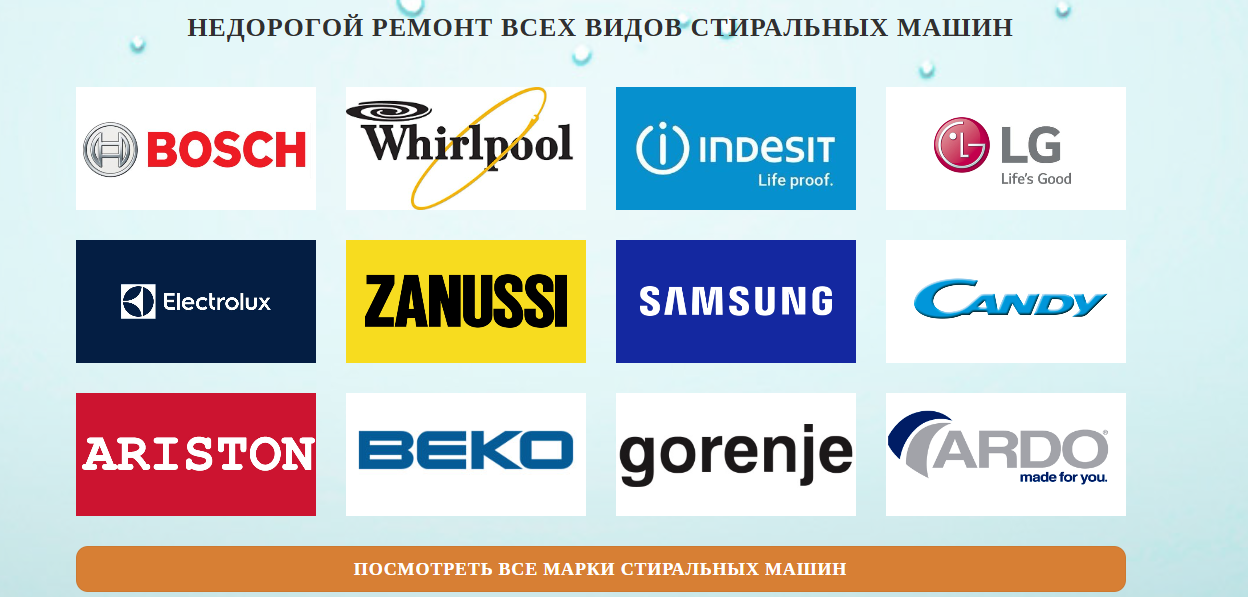 НЕДОРОГОЙ РЕМОНТ ВСЕХ ВИДОВ СТИРАЛЬНЫХ МАШИН
BOSCH
Whirlpool
indesit
Life proof.
LG
Life's Good
Electrolux
ZANUSSI
SAMSUNG
CANDY
ARISTON
BEKO
gorenje
ARDO®
made for you.
ПОСМОТРЕТЬ ВСЕ МАРКИ СТИРАЛЬНЫХ МАШИН